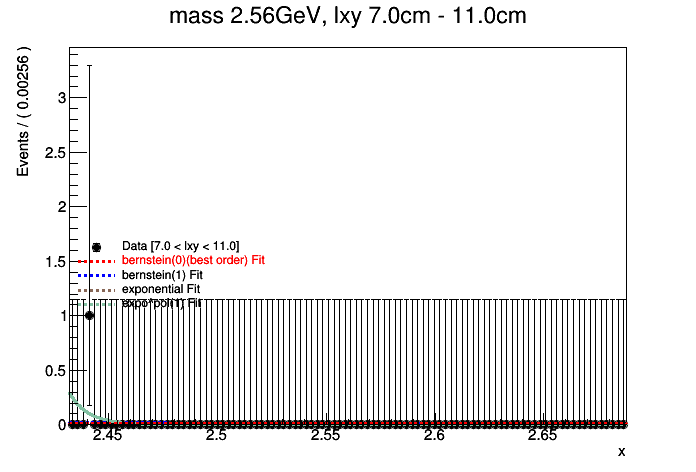 mass 2.56GeV, lxy 7.0cm - 11.0cm
Events / ( 0.00256 )
3
2.5
2
1.5
1
0.5
0
Data [7.0 < lxy < 11.0]
bernstein(0)(best order) Fit
bernstein(1) Fit
exponential Fit
expo*pol(1) Fit
2.45
2.5
2.55
2.6
2.65
x